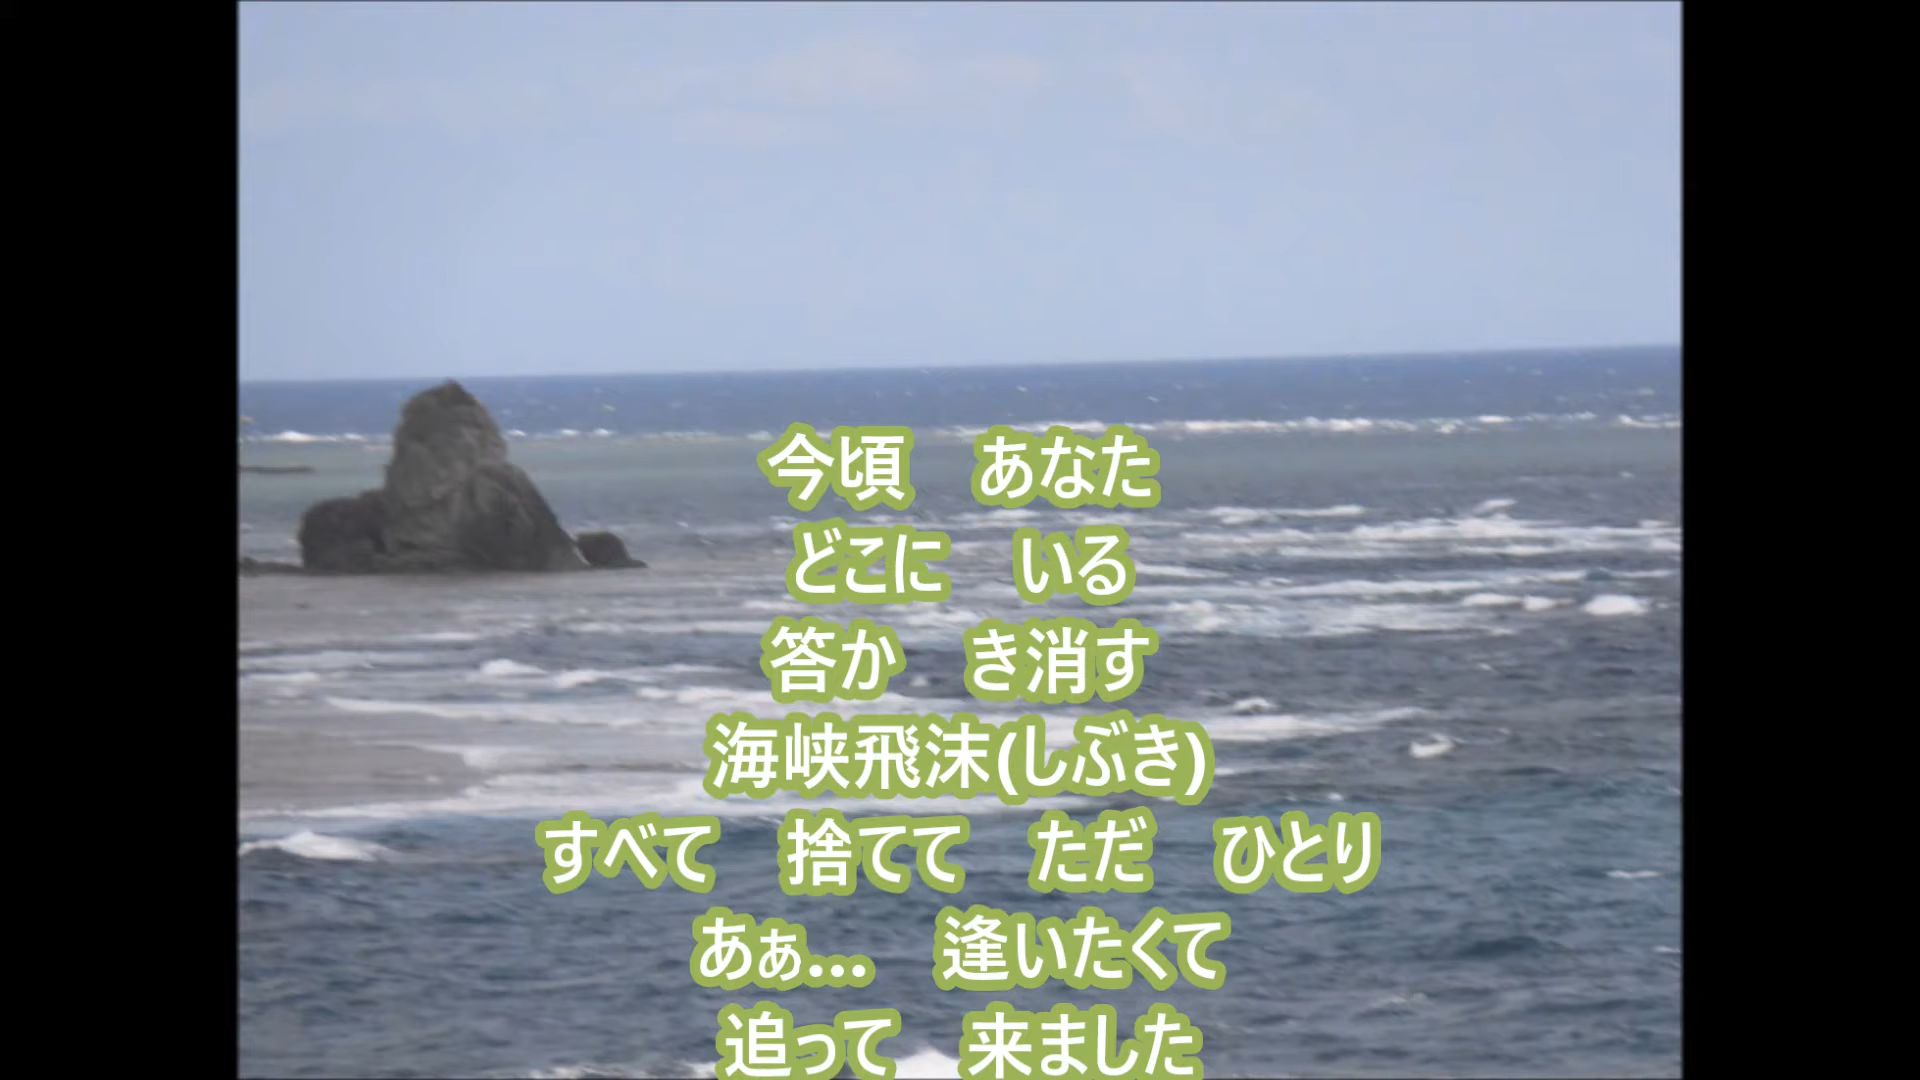 今頃　あなた
どこに　いる
答か　き消す
海峡飛沫(しぶき)
すべて　捨てて　ただ　ひとり
あぁ…　逢いたくて
追って　来ました